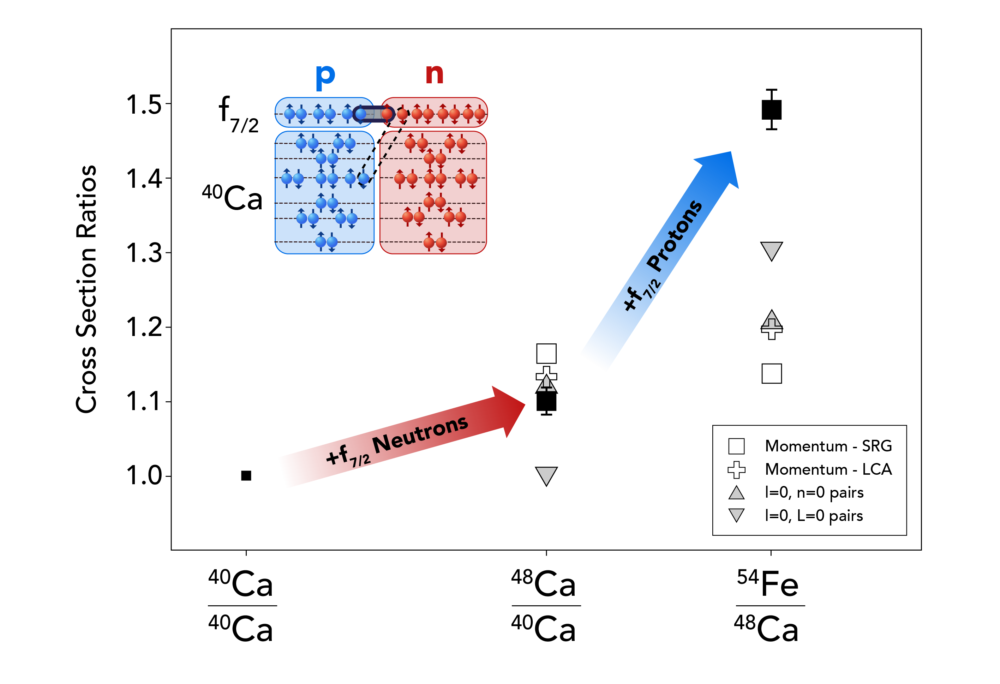 p n
f7/2
40Ca
Cross Section Ratios
1.5
1.4
1.3
1.2
1.1
1.0
+f7/2 Neutrons
+f7/2 Protons
Momentum - SRG
Momentum - LCA
l=0, n=0 pairs
l=0, L=0 pairs
40Ca 48Ca 54Fe
40Ca 40Ca 48Ca